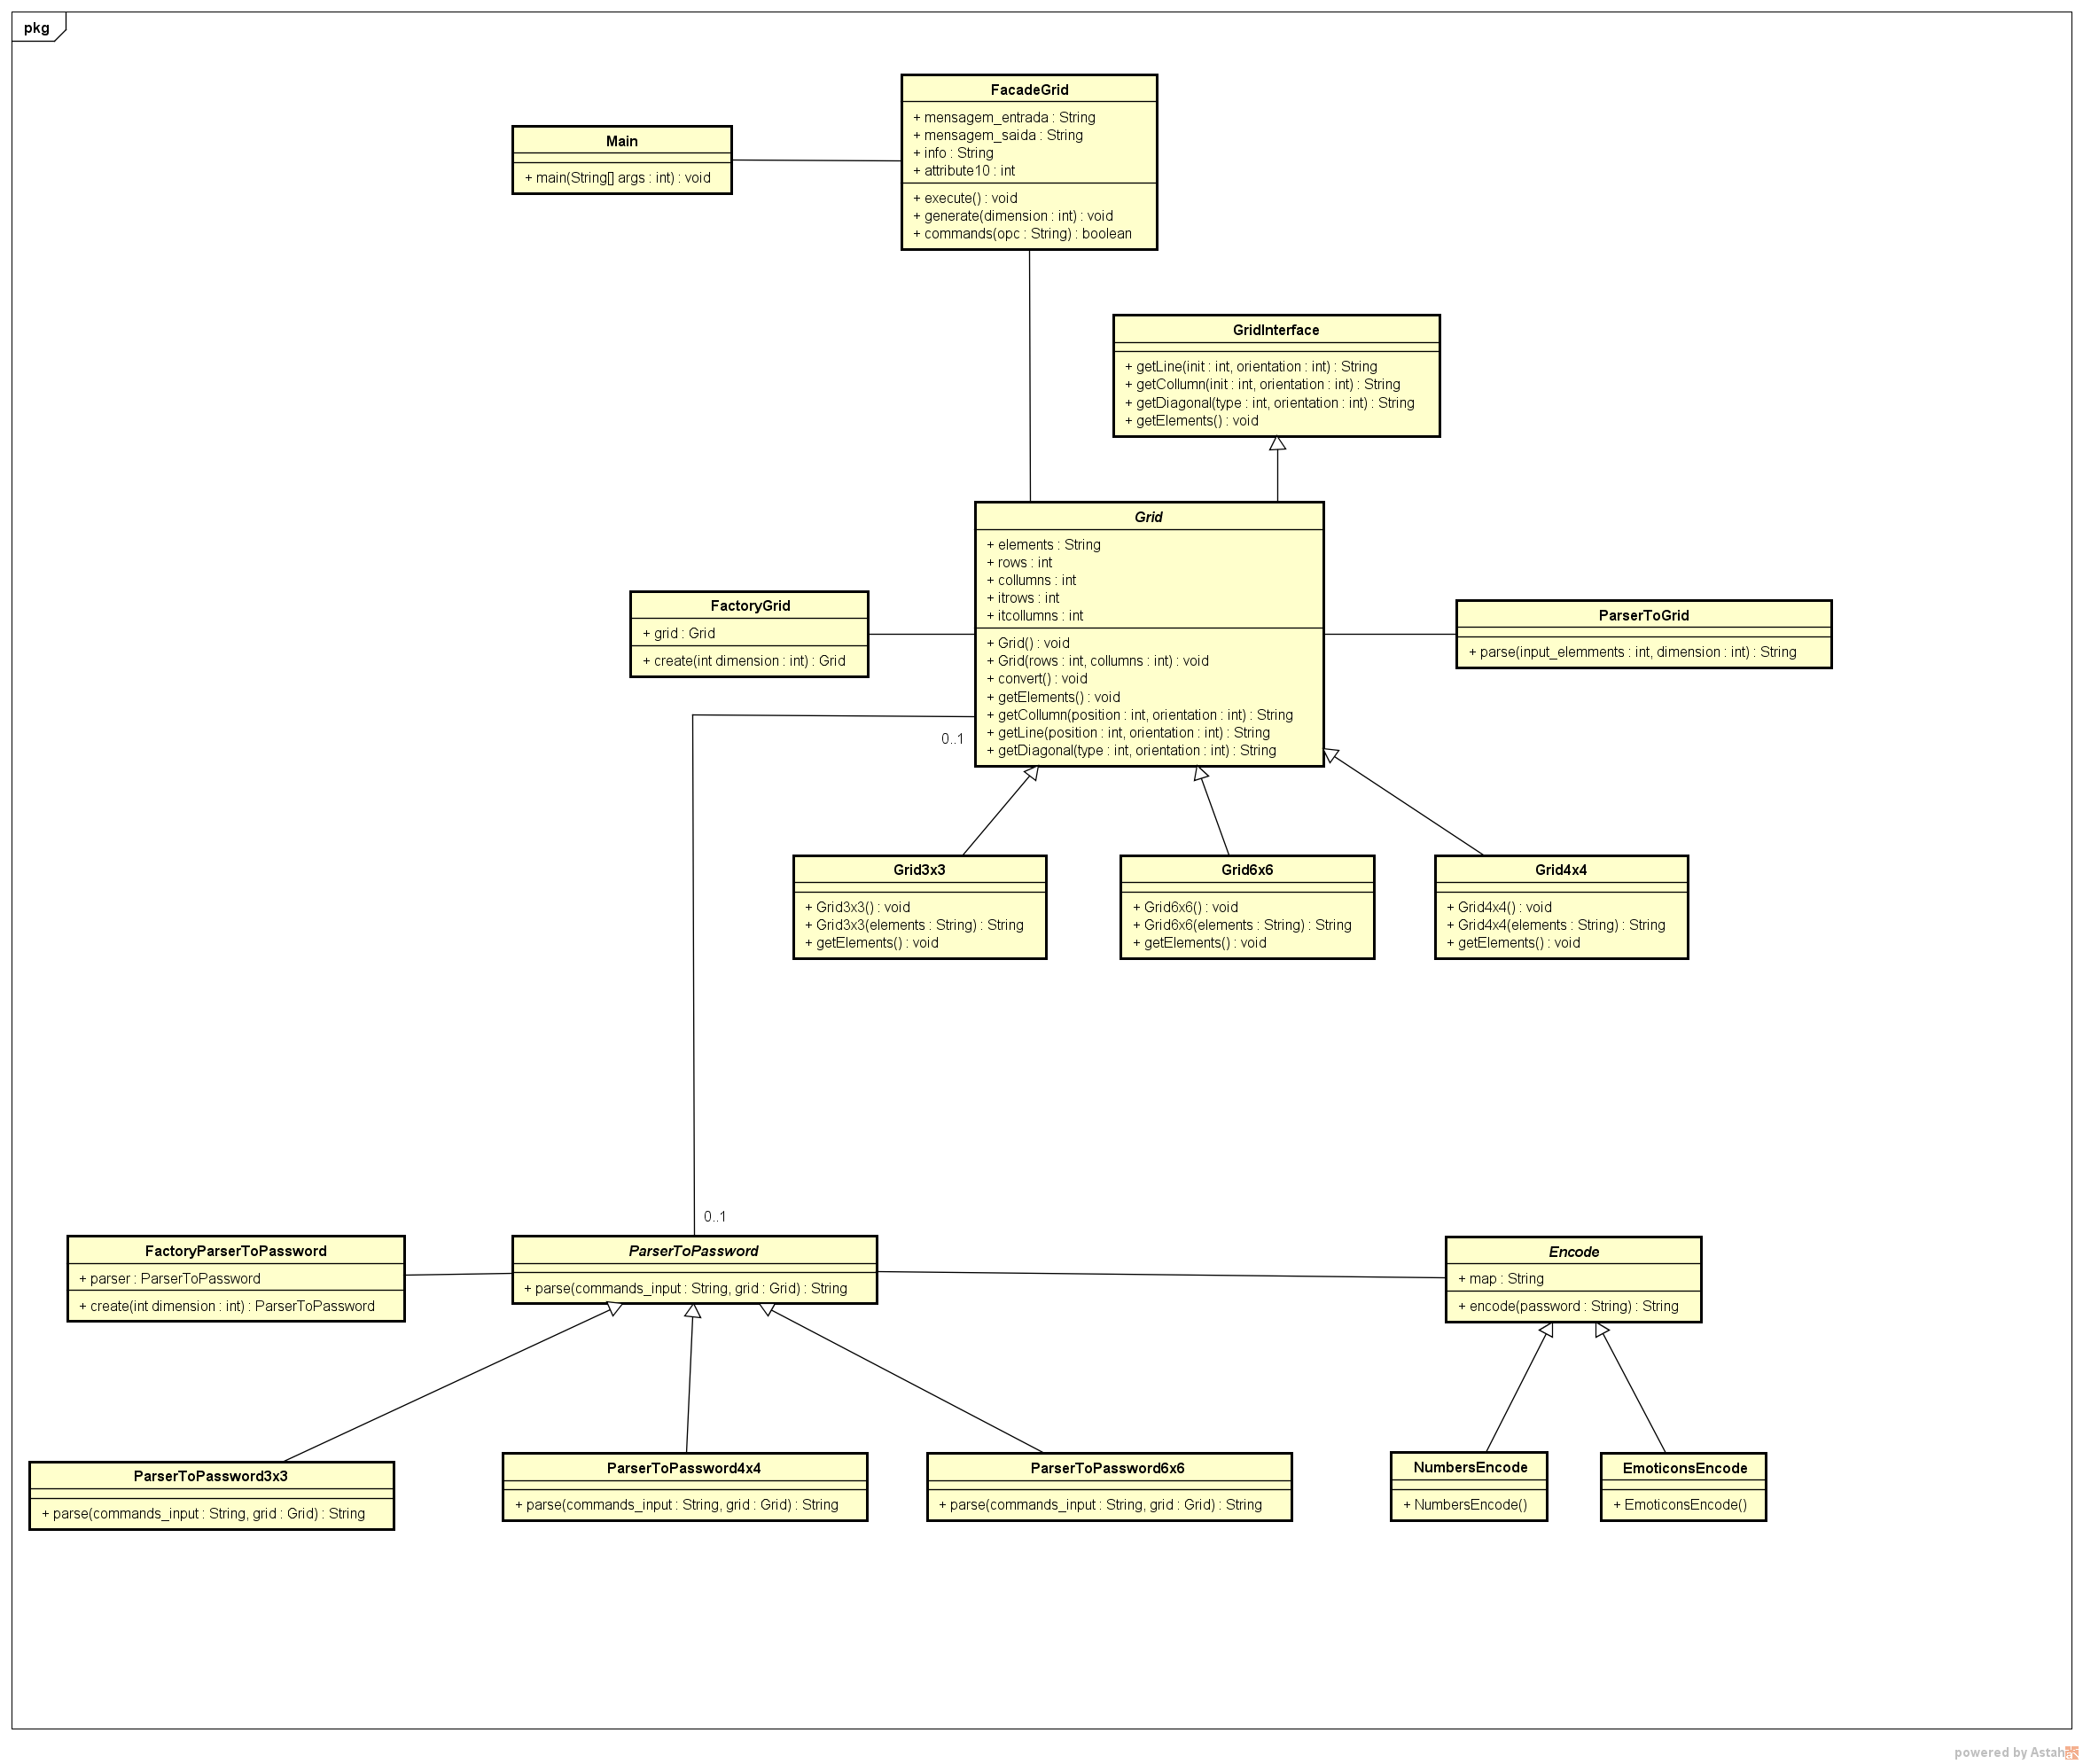 pkg
FacadeGrid
+ mensagem_entrada : String
+ mensagem_saida : String
+ info : String
+ attribute10 : int
+ execute() : void
+ generate(dimension : int) : void
+ commands(opc : String) : boolean
Main
+ main(String[] args : int) : void
GridInterface
+ getLine(init : int, orientation : int) : String
+ getCollumn(init : int, orientation : int) : String
+ getDiagonal(type : int, orientation : int) : String
+ getElements() : void
Grid
+ elements : String
+ rows : int
+ collumns : int
+ itrows : int
+ itcollumns : int
+ Grid() : void
+ Grid(rows : int, collumns : int) : void
+ convert() : void
+ getElements() : void
+ getCollumn(position : int, orientation : int) : String
+ getLine(position : int, orientation : int) : String
+ getDiagonal(type : int, orientation : int) : String
FactoryGrid
+ grid : Grid
+ create(int dimension : int) : Grid
ParserToGrid
+ parse(input_elemments : int, dimension : int) : String
0..1
Grid3x3
+ Grid3x3() : void
+ Grid3x3(elements : String) : String
+ getElements() : void
Grid6x6
+ Grid6x6() : void
+ Grid6x6(elements : String) : String
+ getElements() : void
Grid4x4
+ Grid4x4() : void
+ Grid4x4(elements : String) : String
+ getElements() : void
0..1
FactoryParserToPassword
+ parser : ParserToPassword
+ create(int dimension : int) : ParserToPassword
ParserToPassword
+ parse(commands_input : String, grid : Grid) : String
Encode
+ map : String
+ encode(password : String) : String
ParserToPassword3x3
+ parse(commands_input : String, grid : Grid) : String
ParserToPassword4x4
+ parse(commands_input : String, grid : Grid) : String
ParserToPassword6x6
+ parse(commands_input : String, grid : Grid) : String
NumbersEncode
+ NumbersEncode()
EmoticonsEncode
+ EmoticonsEncode()
powered by Astah